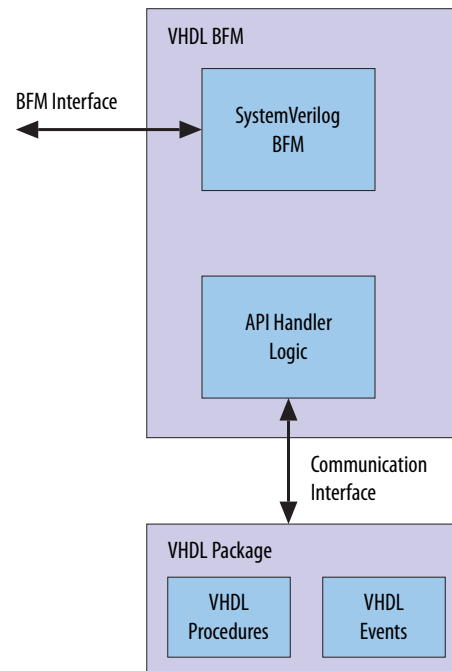 VHDL BFM
BFM Interface
SystemVerilog
BFM
API Handler
Logic
Communication
Interface
VHDL Package
VHDL
Procedures
VHDL
Events